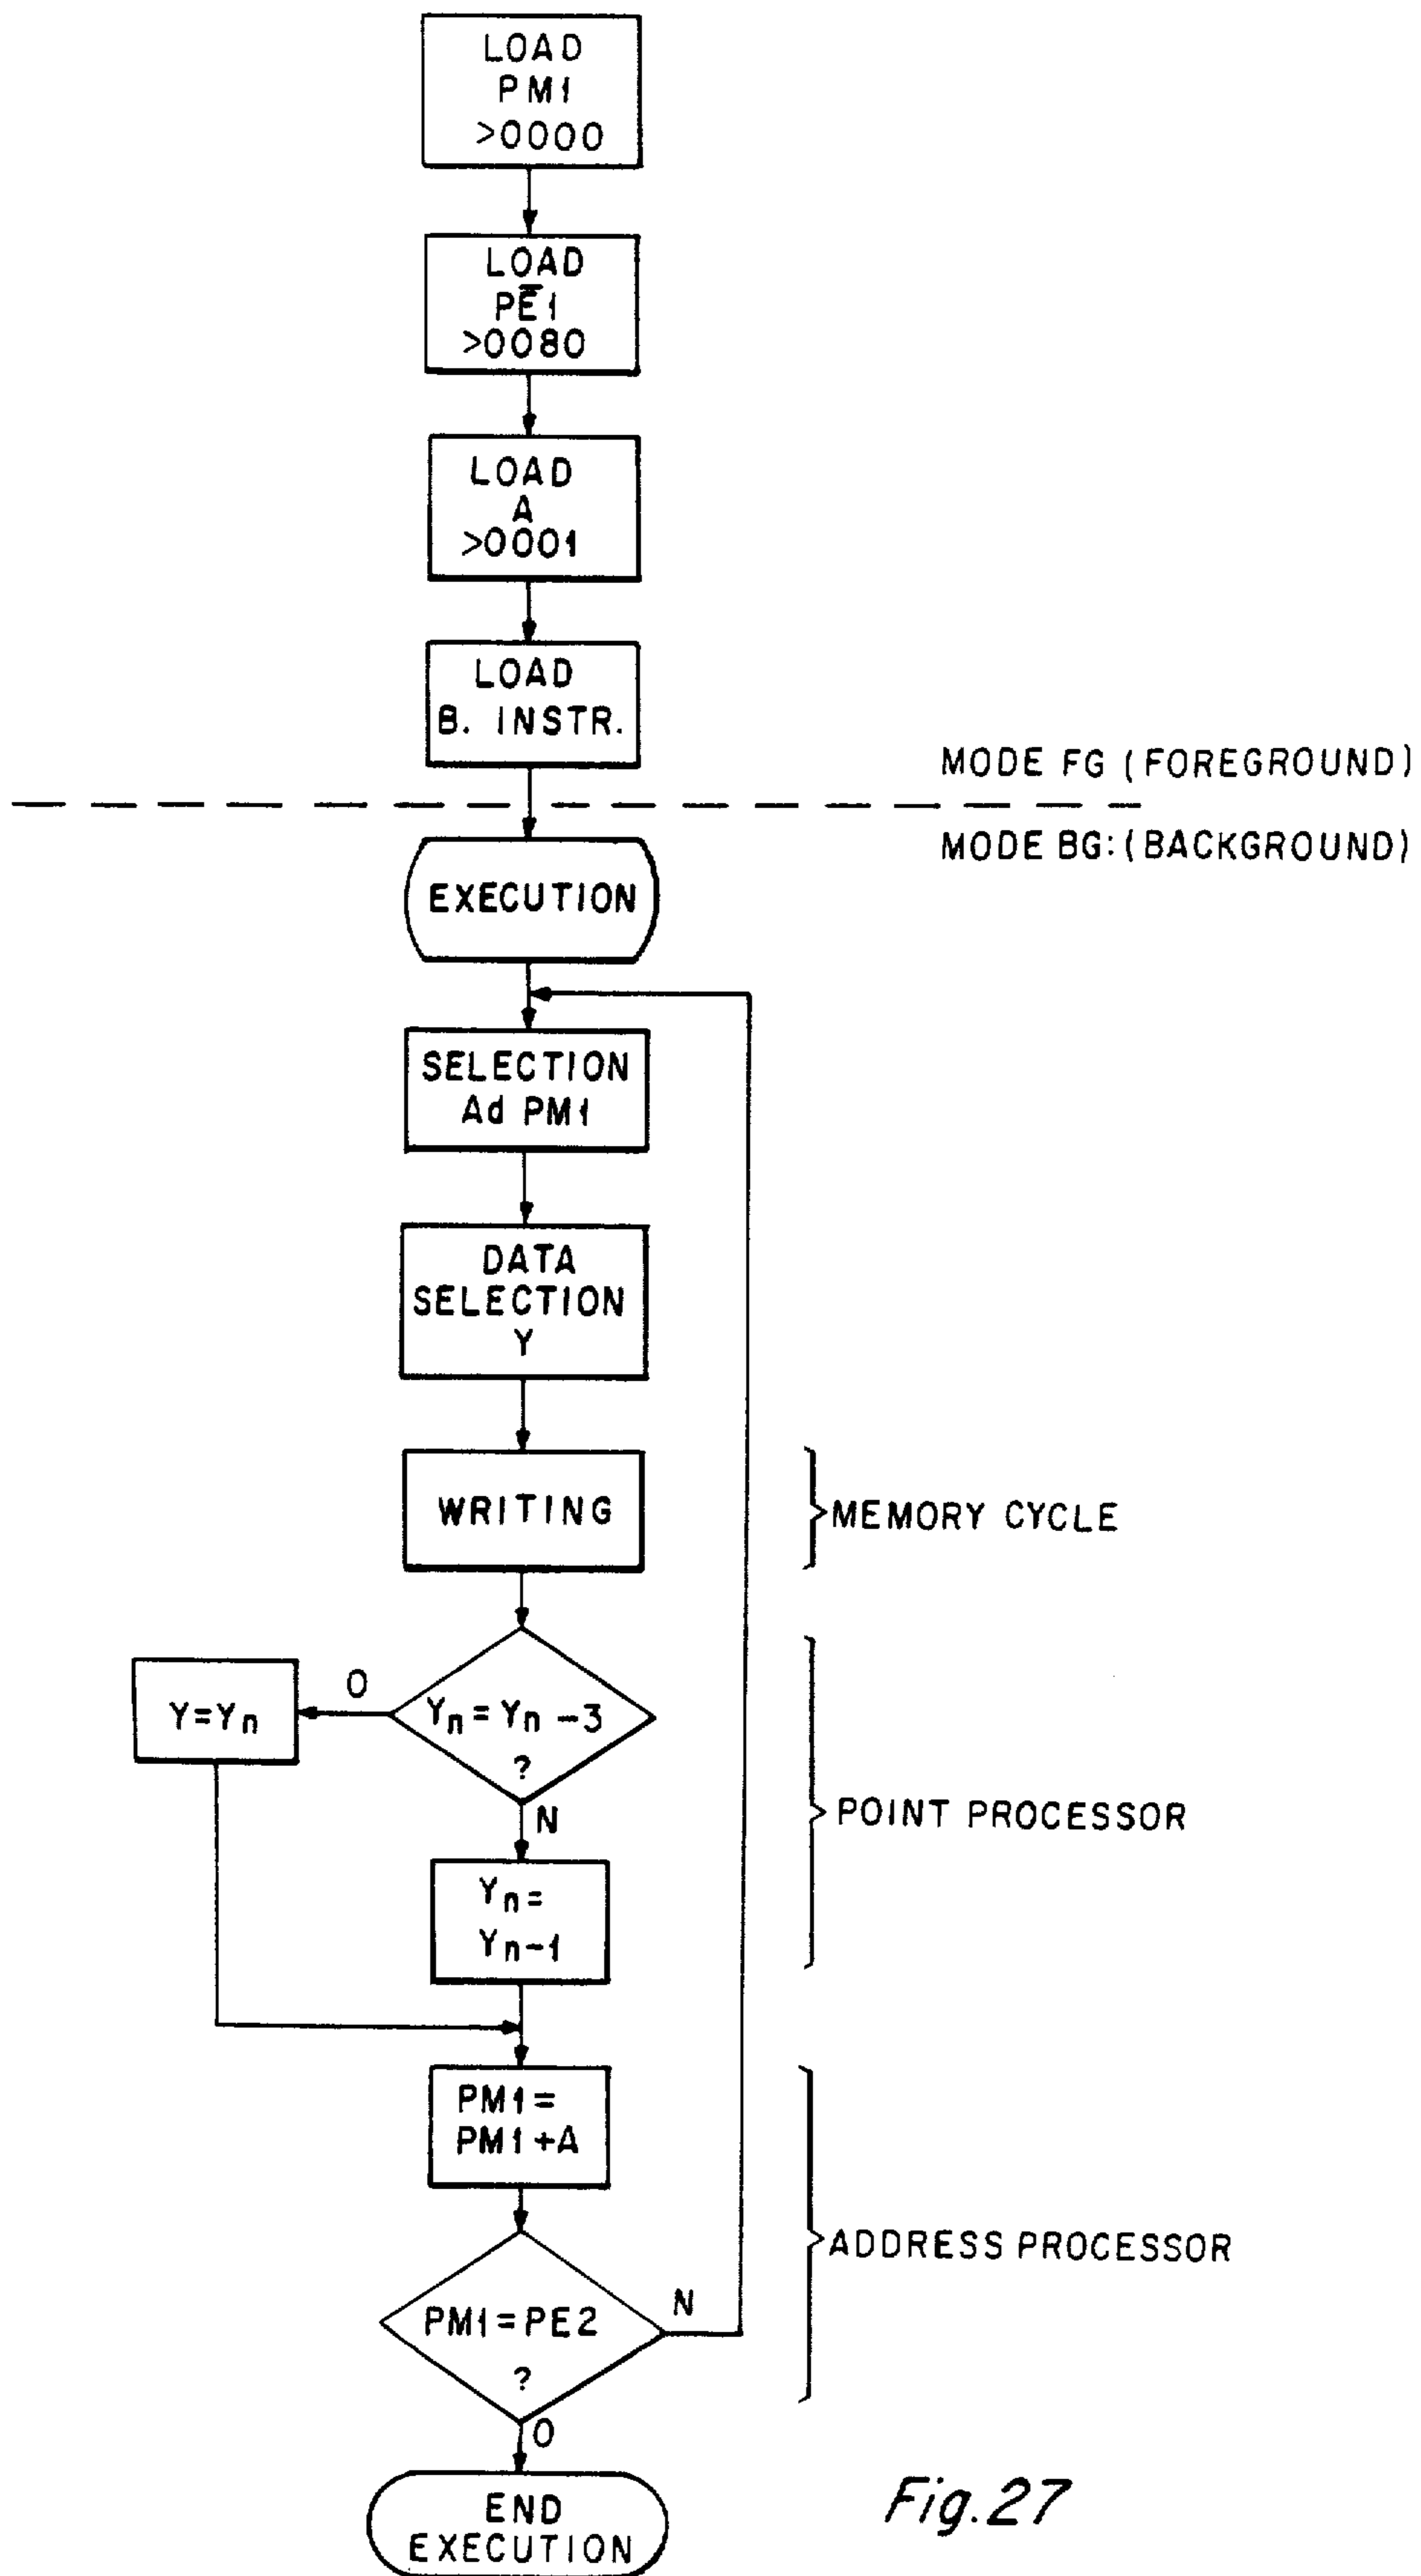 LOAD
PM1
>0000
LOAD
PE1
>0080
LOAD
A
>0001
LOAD
B. INSTR.
MODE FG (FOREGROUND)
MODE BG: (BACKGROUND)
EXECUTION
SELECTION
Ad PM1
DATA
SELECTION
Y
WRITING
MEMORY CYCLE
Yn = Yn -3
?
O
Y=Yn
N
Yn =
Yn-1
POINT PROCESSOR
PM1=
PM1+A
ADDRESS PROCESSOR
PM1=PE2
?
N
O
END
EXECUTION
Fig.27